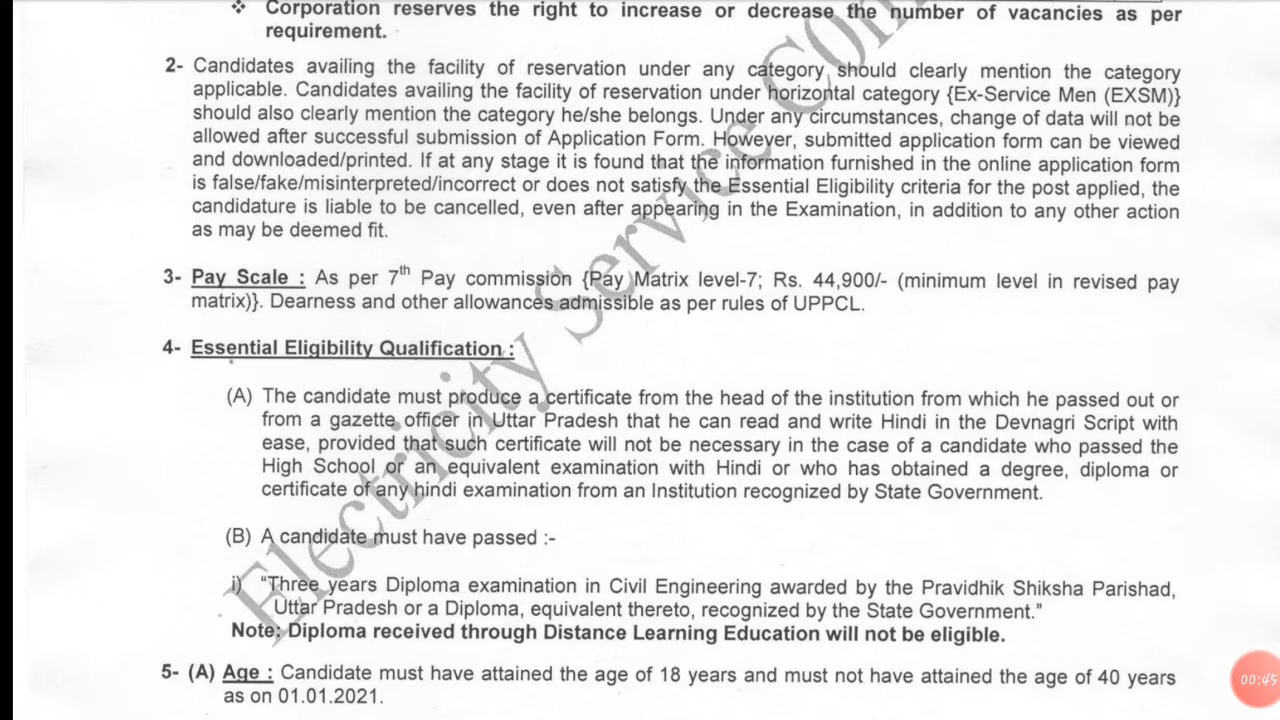 ❖ Corporation reserves the right to increase or decrease the number of vacancies as per
requirement.
2- Candidates availing the facility of reservation under any category should clearly mention the category
applicable. Candidates availing the facility of reservation under horizontal category {Ex-Service Men (EXSM)}
should also clearly mention the category he/she belongs. Under any circumstances, change of data will not be
allowed after successful submission of Application Form. However, submitted application form can be viewed
and downloaded/printed. If at any stage it is found that the information furnished in the online application form
is false/fake/misinterpreted/incorrect or does not satisfy the Essential Eligibility criteria for the post applied, the
candidature is liable to be cancelled, even after appearing in the Examination, in addition to any other action
as may be deemed fit.
3- Pay Scale : As per 7th Pay commission {Pay Matrix level-7; Rs. 44,900/- (minimum level in revised pay
matrix)}. Dearness and other allowances admissible as per rules of UPPCL.
4- Essential Eligibility Qualification :
(A) The candidate must produce a certificate from the head of the institution from which he passed out or
from a gazette officer in Uttar Pradesh that he can read and write Hindi in the Devnagri Script with
ease, provided that such certificate will not be necessary in the case of a candidate who passed the
High School or an equivalent examination with Hindi or who has obtained a degree, diploma or
certificate of any hindi examination from an Institution recognized by State Government.
(B) A candidate must have passed :-
i) "Three years Diploma examination in Civil Engineering awarded by the Pravidhik Shiksha Parishad,
Uttar Pradesh or a Diploma, equivalent thereto, recognized by the State Government."
Note: Diploma received through Distance Learning Education will not be eligible.
5- (A) Age : Candidate must have attained the age of 18 years and must not have attained the age of 40 years
as on 01.01.2021.
Electricity Service
00:45